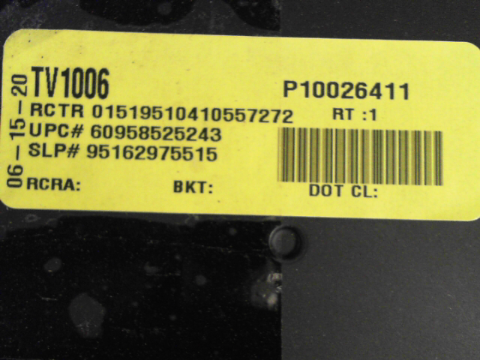 06-15-20
TV1006 P10026411
RCTR 01519510410557272 RT :1
UPC# 60958525243
SLP# 95162975515
RCRA: BKT: DOT CL: